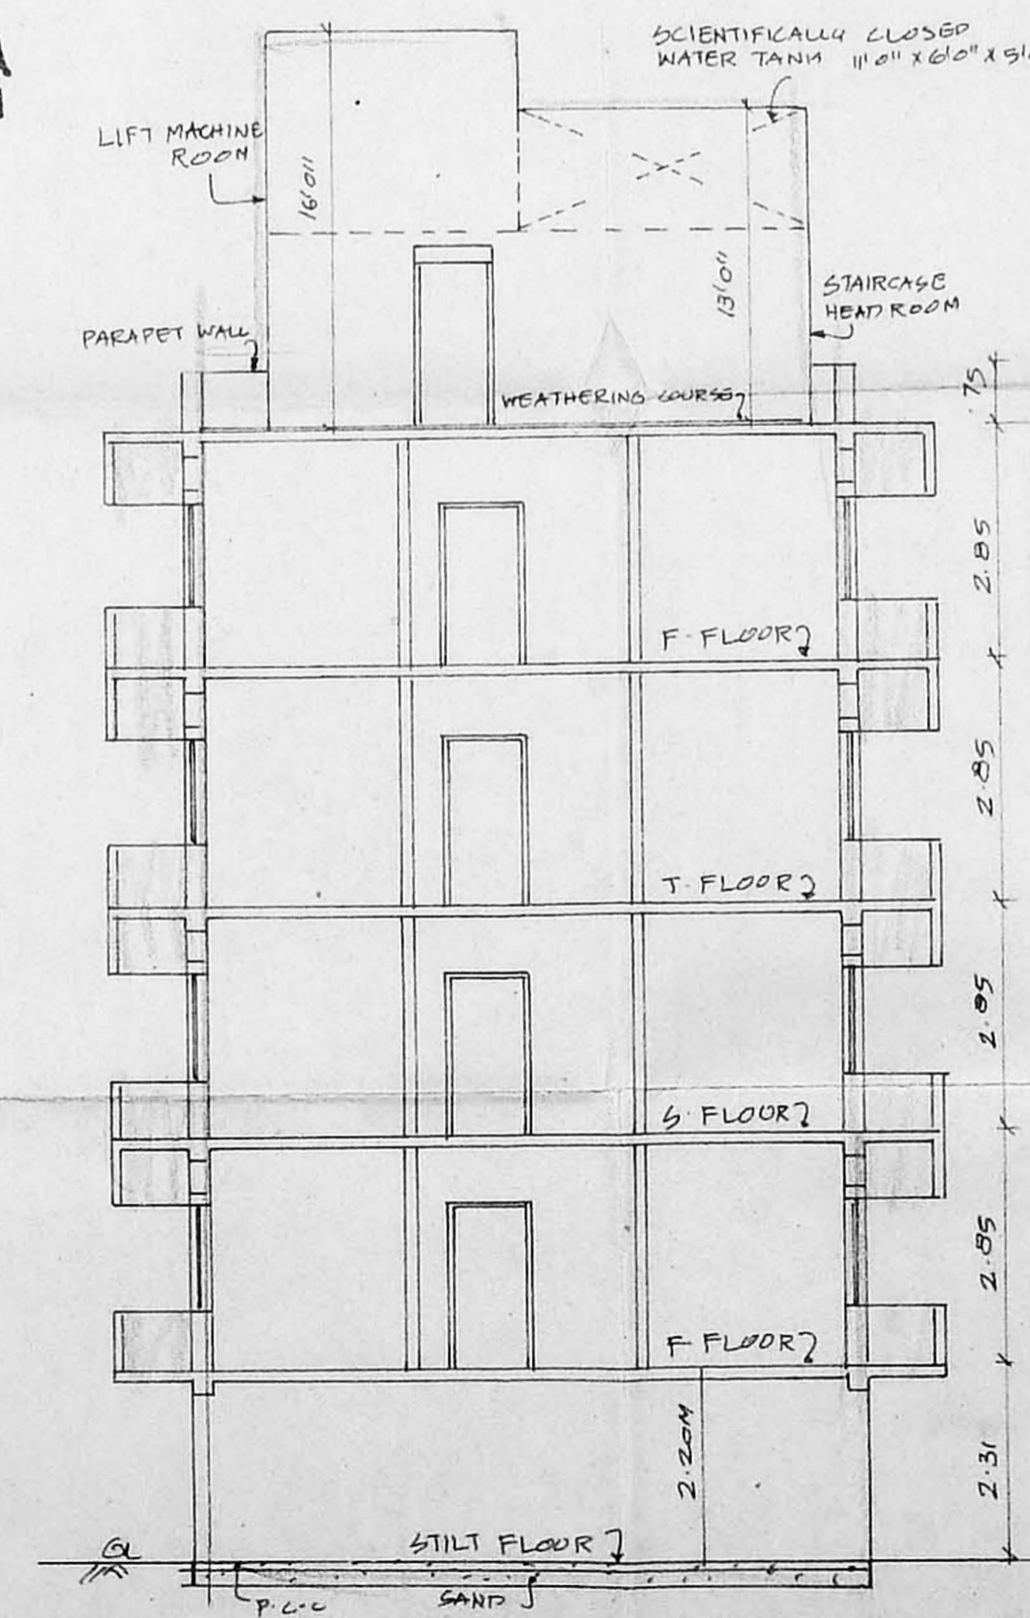 SCIENTIFICALLY CLOSED
WATER TANK 11'0" X 6'0" X
LIFT MACHINE
ROOM
16'0"
13'0"
STAIRCASE
HEAD ROOM
PARAPET WALL
WEATHERING COURSE
75
2.85
F-FLOOR
2.85
T.FLOOR
2.85
S.FLOOR
2.85
F-FLOOR
2.20M
2.31
GL
STILT FLOOR
P.C.C
SAND